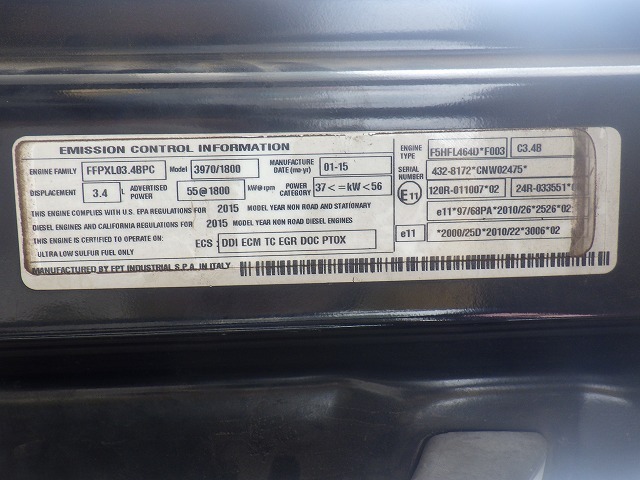 EMISSION CONTROL INFORMATION
ENGINE FAMILY FFPXL03.4BPC Model 3970/1800 MANUFACTURE DATE (mm-yy) 01-15
DISPLACEMENT 3.4 L ADVERTISED POWER 55@1800 kW@rpm POWER CATEGORY 37<=kW<56
THIS ENGINE COMPLIES WITH U.S. EPA REGULATIONS FOR 2015 MODEL YEAR NON ROAD AND STATIONARY
DIESEL ENGINES AND CALIFORNIA REGULATIONS FOR 2015 MODEL YEAR NON ROAD DIESEL ENGINES
THIS ENGINE IS CERTIFIED TO OPERATE ON:
ULTRA LOW SULFUR FUEL ONLY
ECS : DDI ECM TC EGR DOC PTOX
MANUFACTURED BY FPT INDUSTRIAL S.P.A. IN ITALY
ENGINE TYPE F5HFL464U*F003 C3.4B
SERIAL NUMBER 432-8172*CNW02475*
E11 120R-011007*02 24R-033551*
e11*97/68PA*2010/26*2526*02
e11 *2000/25D*2010/22*3006*02